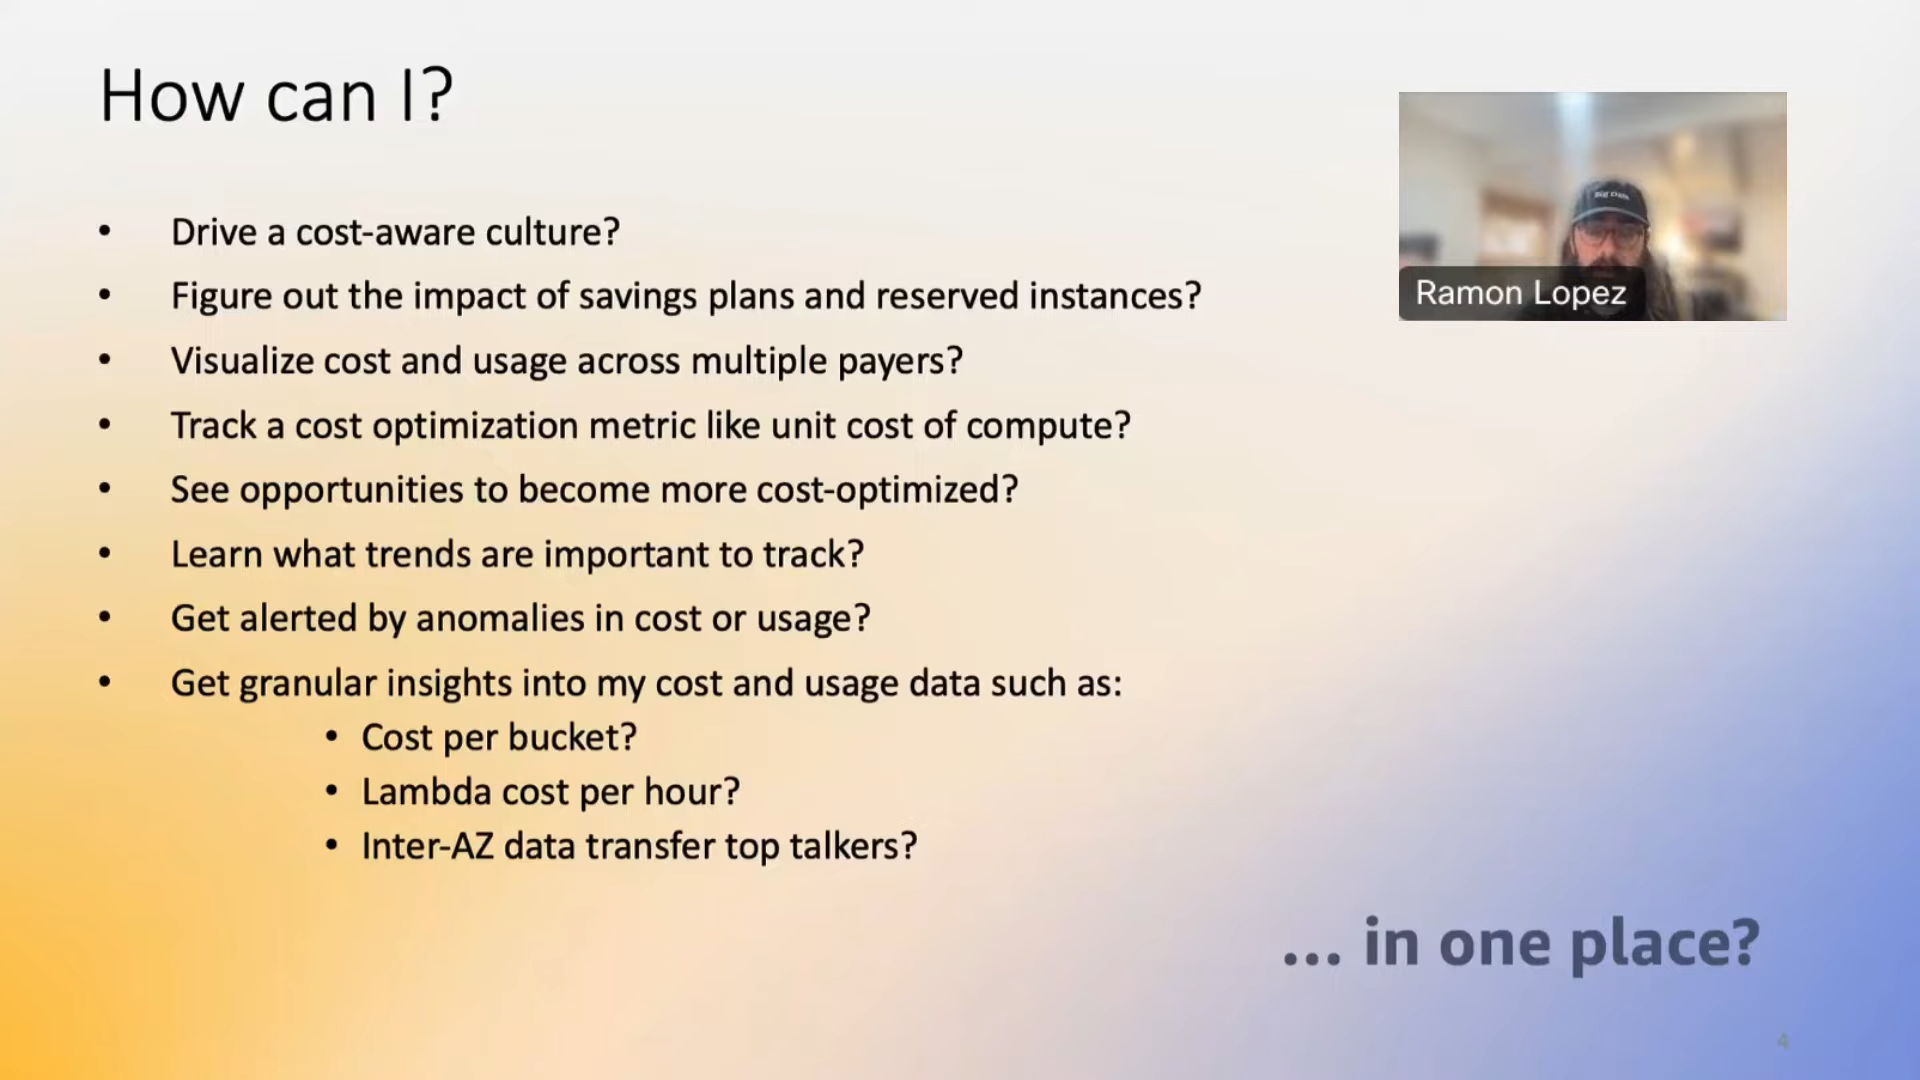 How can I?
• Drive a cost-aware culture?
• Figure out the impact of savings plans and reserved instances?
• Visualize cost and usage across multiple payers?
• Track a cost optimization metric like unit cost of compute?
• See opportunities to become more cost-optimized?
• Learn what trends are important to track?
• Get alerted by anomalies in cost or usage?
• Get granular insights into my cost and usage data such as:
• Cost per bucket?
• Lambda cost per hour?
• Inter-AZ data transfer top talkers?
... in one place?
Big Data
Ramon Lopez
4